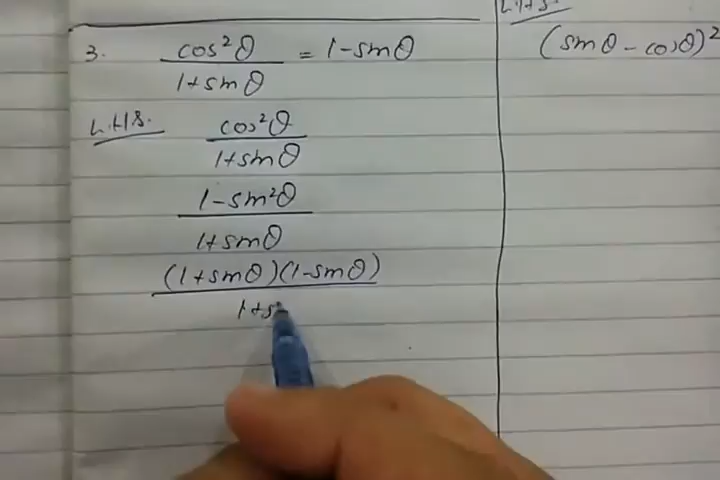 3. cos²θ / 1+sinθ = 1-sinθ
L.H.S. cos²θ / 1+sinθ
1-sin²θ / 1+sinθ
(1+sinθ)(1-sinθ) / 1+s
L.H.S.
(sinθ - cosθ)²